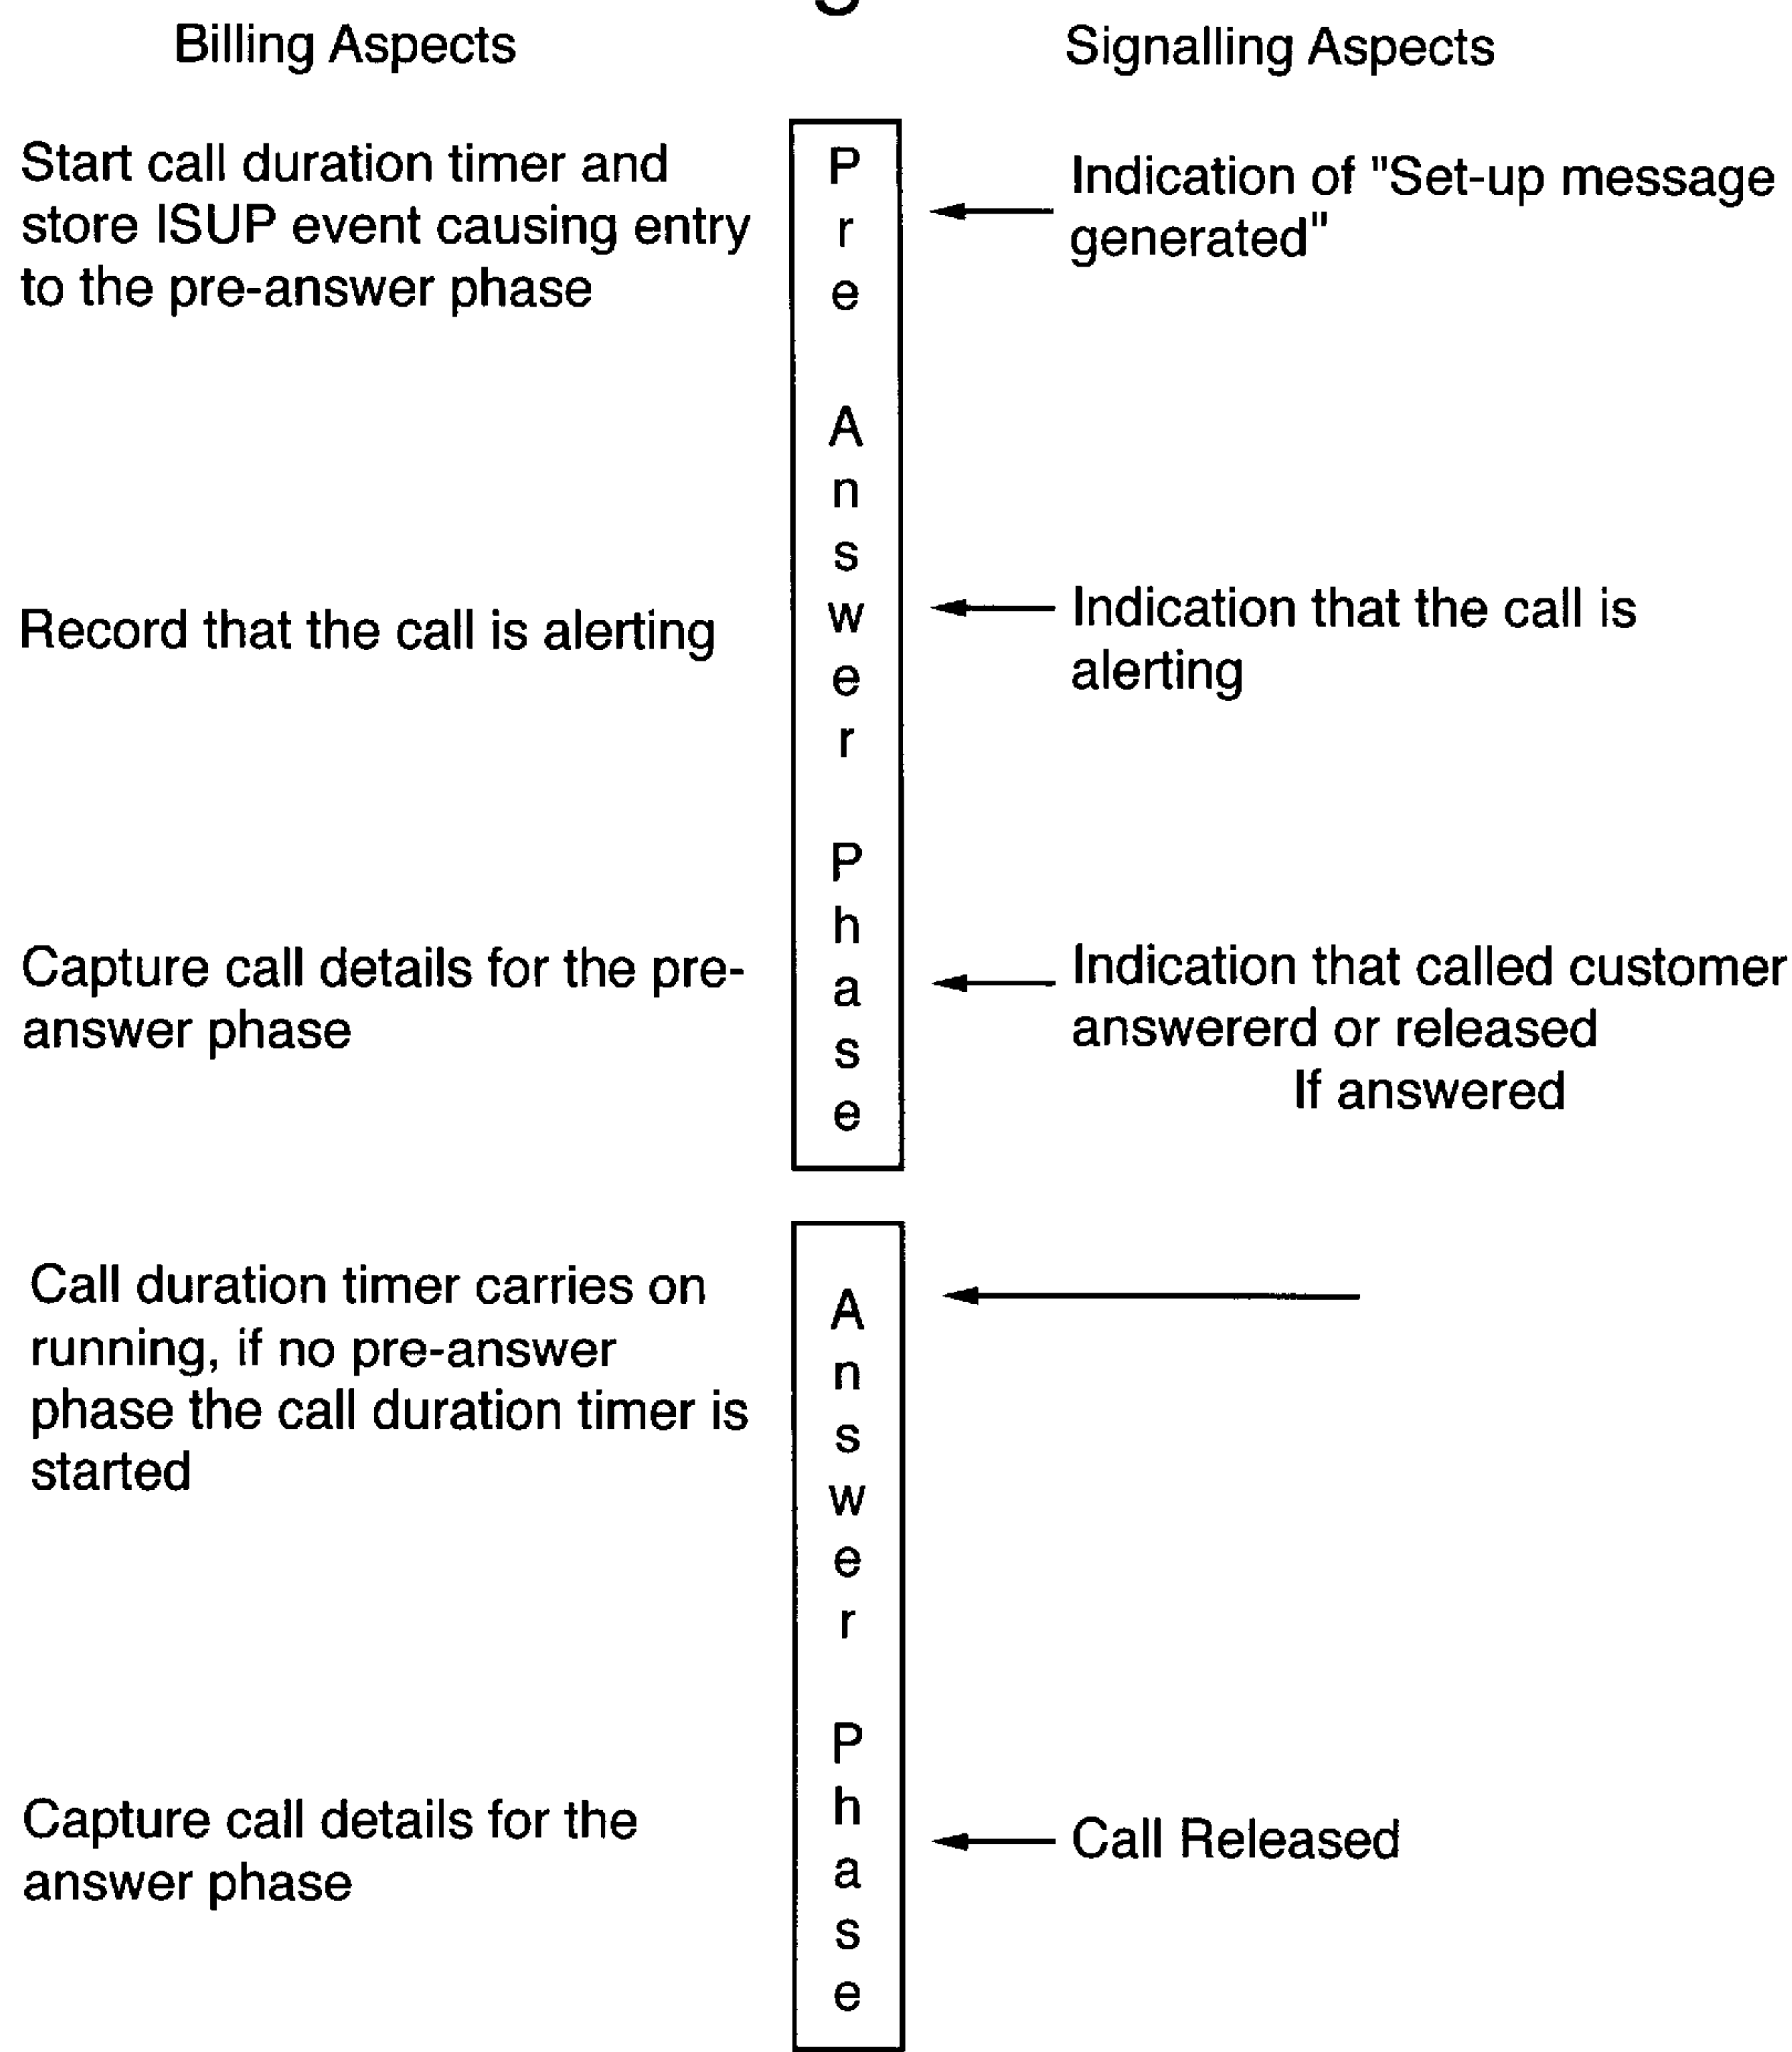 Billing Aspects
Signalling Aspects
Start call duration timer and
store ISUP event causing entry
to the pre-answer phase
Pre Answer Phase
Indication of "Set-up message
generated"
Record that the call is alerting
Indication that the call is
alerting
Capture call details for the pre-
answer phase
Indication that called customer
answererd or released
If answered
Call duration timer carries on
running, if no pre-answer
phase the call duration timer is
started
Answer Phase
Capture call details for the
answer phase
Call Released